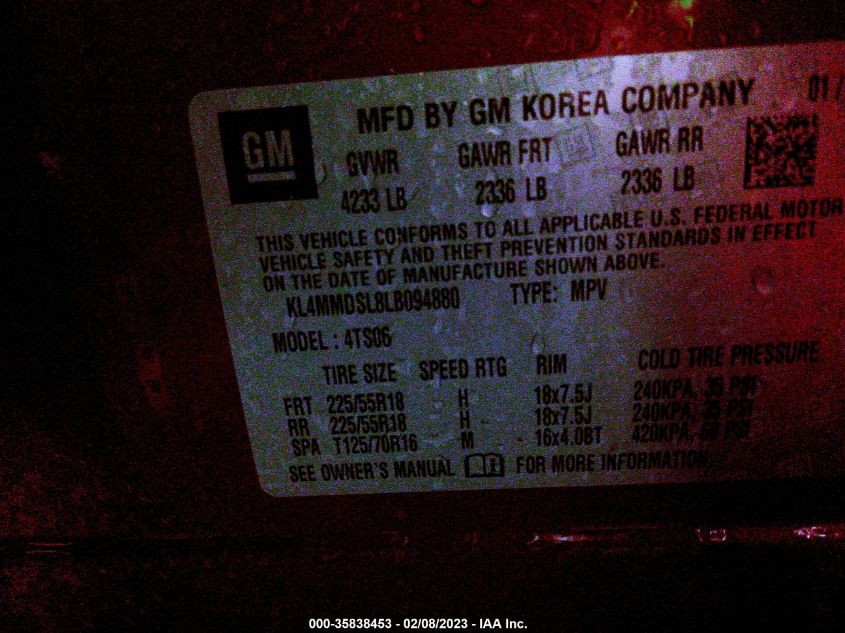 GM
MFD BY GM KOREA COMPANY 01/
GVWR GAWR FRT GAWR RR
4233 LB 2336 LB 2336 LB
THIS VEHICLE CONFORMS TO ALL APPLICABLE U.S. FEDERAL MOTOR
VEHICLE SAFETY AND THEFT PREVENTION STANDARDS IN EFFECT
ON THE DATE OF MANUFACTURE SHOWN ABOVE.
KL4MMDSL8LB094880 TYPE: MPV
MODEL: 4TS06
TIRE SIZE SPEED RTG RIM COLD TIRE PRESSURE
FRT 225/55R18 H 18x7.5J 240KPA, 35 PSI
RR 225/55R18 H 18x7.5J 240KPA, 35 PSI
SPA T125/70R16 M 16x4.0BT 420KPA, 60 PSI
SEE OWNER'S MANUAL FOR MORE INFORMATION
000-35838453 - 02/08/2023 - IAA Inc.